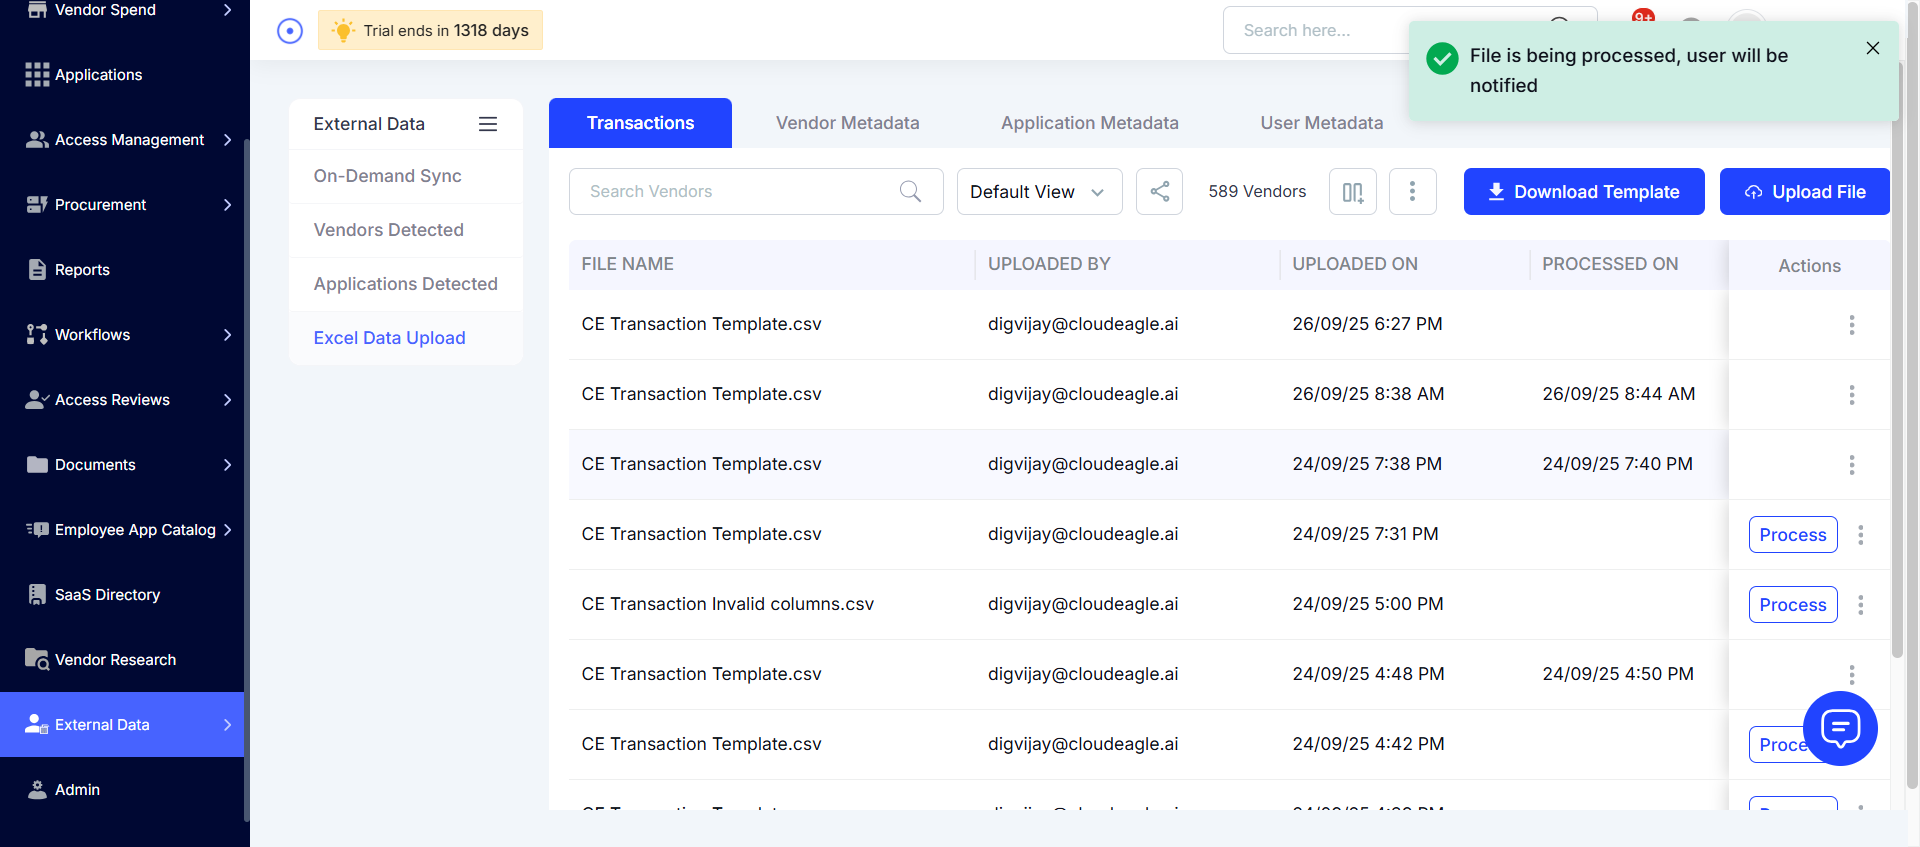 Vendor Spend
Applications
Access Management
Procurement
Reports
Workflows
Access Reviews
Documents
Employee App Catalog
SaaS Directory
Vendor Research
External Data
Admin
Trial ends in 1318 days
Search here...
9+
File is being processed, user will be
notified
External Data
On-Demand Sync
Vendors Detected
Applications Detected
Excel Data Upload
Transactions
Vendor Metadata
Application Metadata
User Metadata
Search Vendors
Default View
589 Vendors
Download Template
Upload File
FILE NAME UPLOADED BY UPLOADED ON PROCESSED ON Actions
CE Transaction Template.csv digvijay@cloudeagle.ai 26/09/25 6:27 PM
CE Transaction Template.csv digvijay@cloudeagle.ai 26/09/25 8:38 AM 26/09/25 8:44 AM
CE Transaction Template.csv digvijay@cloudeagle.ai 24/09/25 7:38 PM 24/09/25 7:40 PM
CE Transaction Template.csv digvijay@cloudeagle.ai 24/09/25 7:31 PM Process
CE Transaction Invalid columns.csv digvijay@cloudeagle.ai 24/09/25 5:00 PM Process
CE Transaction Template.csv digvijay@cloudeagle.ai 24/09/25 4:48 PM 24/09/25 4:50 PM
CE Transaction Template.csv digvijay@cloudeagle.ai 24/09/25 4:42 PM Proce